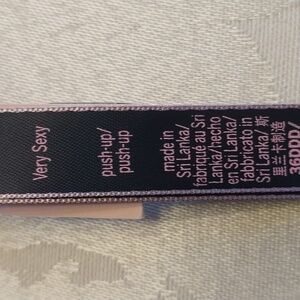 Very Sexy
push-up/
push-up
made in
Sri Lanka/
fabriqué au Sri
Lanka/hecho
en Sri Lanka/
fabricato in
Sri Lanka/ 斯
里兰卡制造
36DDD/